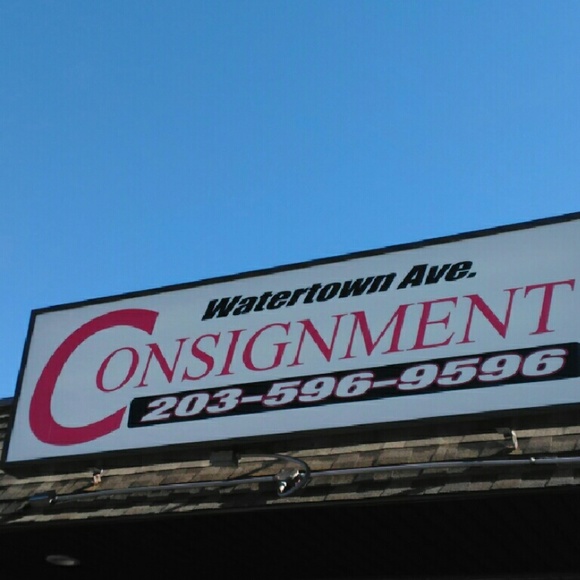 Watertown Ave.
CONSIGNMENT
203-596-9596